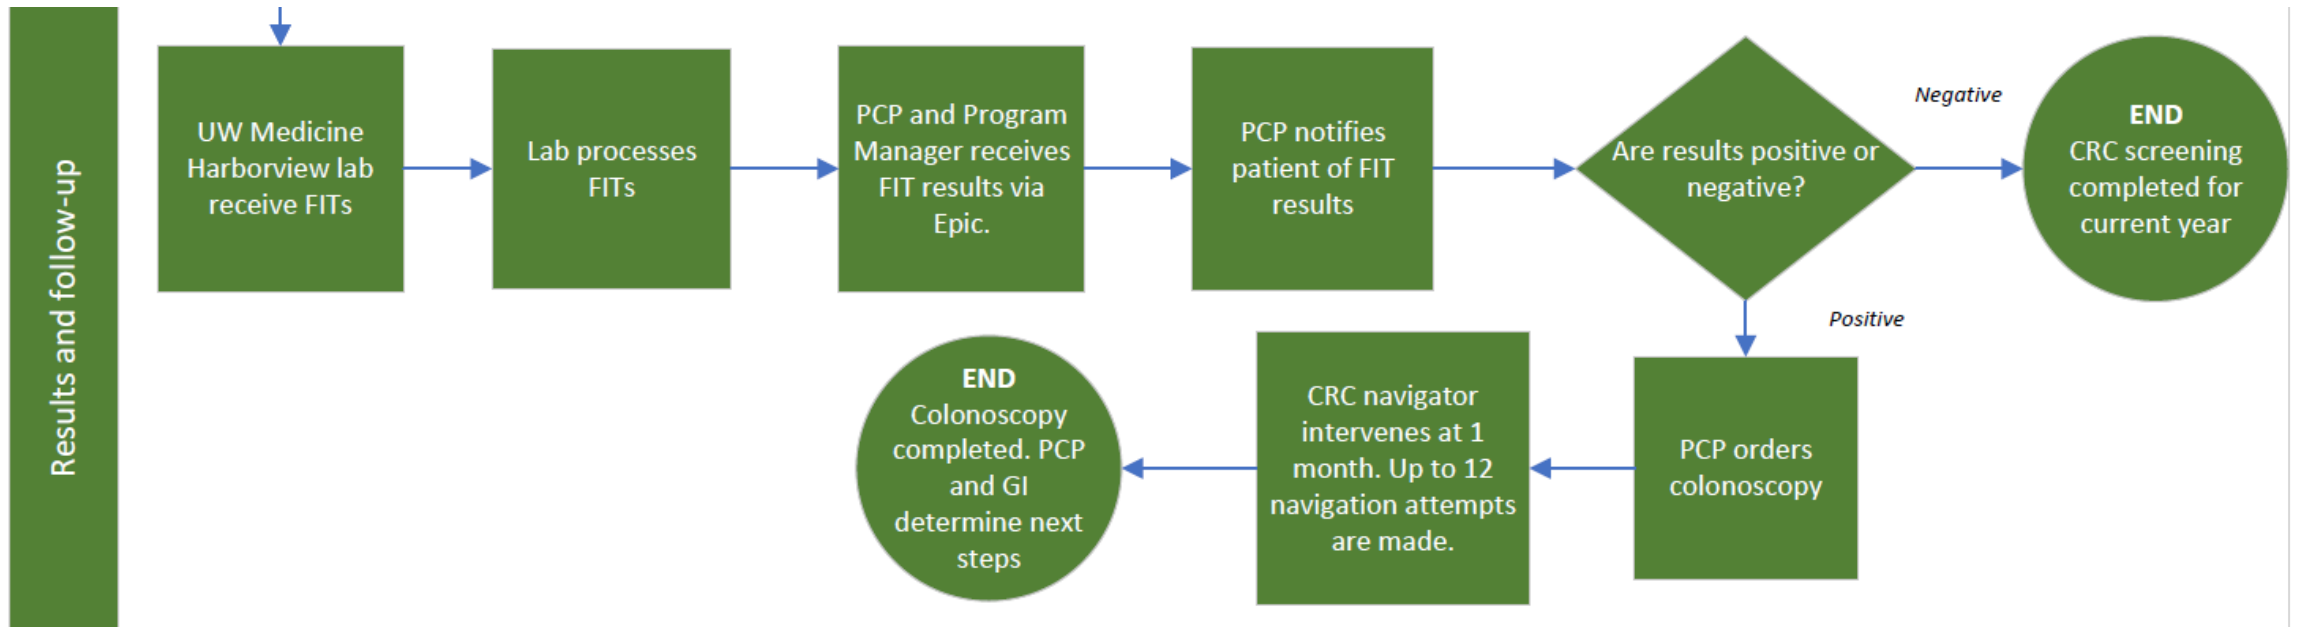 Results and follow-up
UW Medicine
Harborview lab
receive FITs
Lab processes
FITs
PCP and Program
Manager receives
FIT results via
Epic.
PCP notifies
patient of FIT
results
Are results positive or
negative?
Negative
END
CRC screening
completed for
current year
Positive
PCP orders
colonoscopy
CRC navigator
intervenes at 1
month. Up to 12
navigation attempts
are made.
END
Colonoscopy
completed. PCP
and GI
determine next
steps